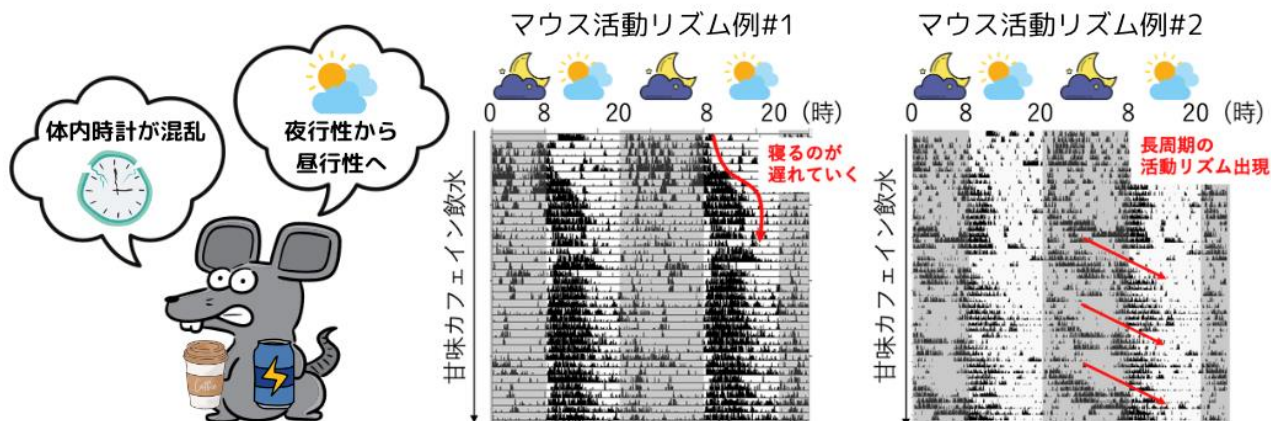 体内時計が混乱
夜行性から
昼行性へ
Coffee
マウス活動リズム例#1
0 8 20 8 20 (時)
甘味カフェイン飲水
寝るのが
遅れていく
マウス活動リズム例#2
0 8 20 8 20 (時)
甘味カフェイン飲水
長周期の
活動リズム出現